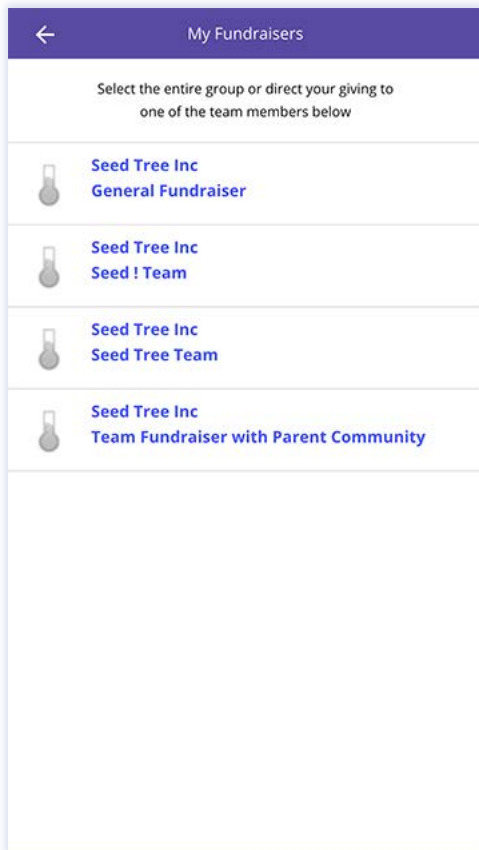 My Fundraisers
Select the entire group or direct your giving to
one of the team members below
Seed Tree Inc
General Fundraiser
Seed Tree Inc
Seed ! Team
Seed Tree Inc
Seed Tree Team
Seed Tree Inc
Team Fundraiser with Parent Community